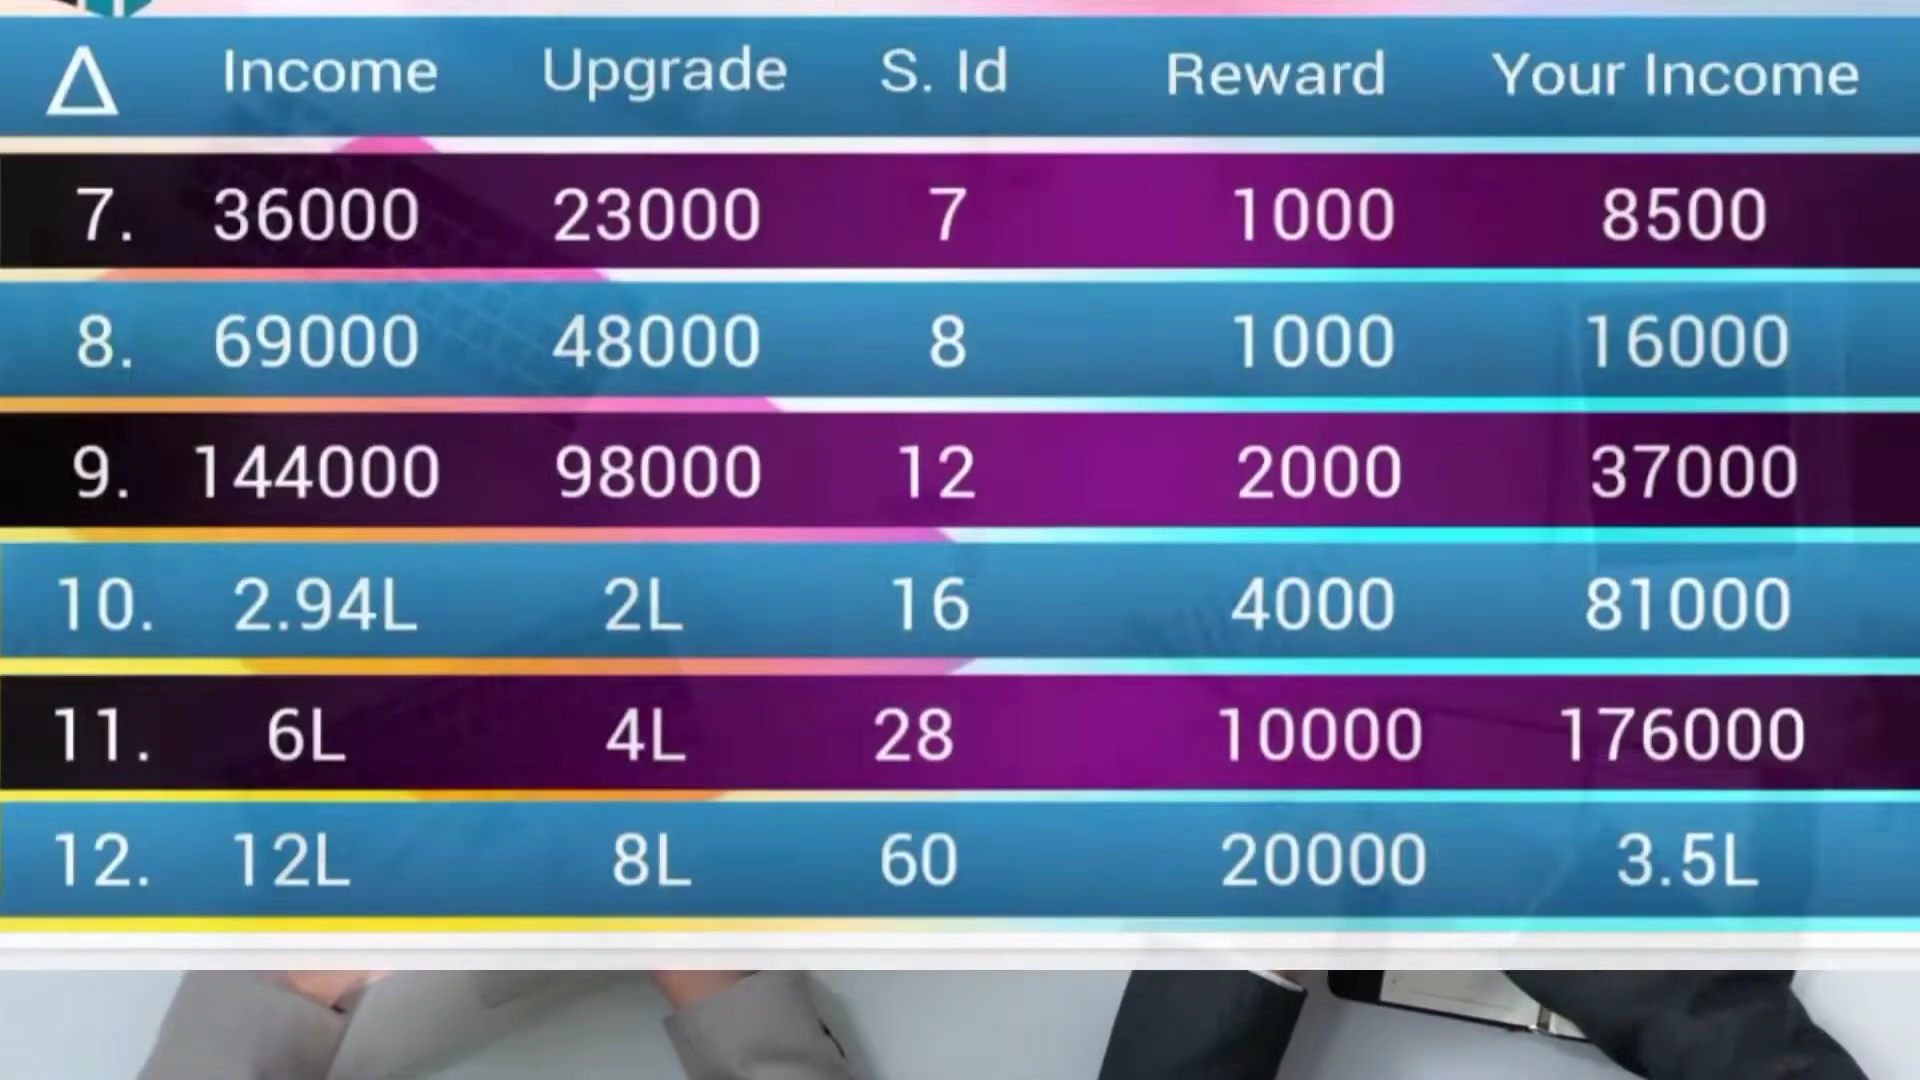 Δ Income Upgrade S. Id Reward Your Income
7. 36000 23000 7 1000 8500
8. 69000 48000 8 1000 16000
9. 144000 98000 12 2000 37000
10. 2.94L 2L 16 4000 81000
11. 6L 4L 28 10000 176000
12. 12L 8L 60 20000 3.5L